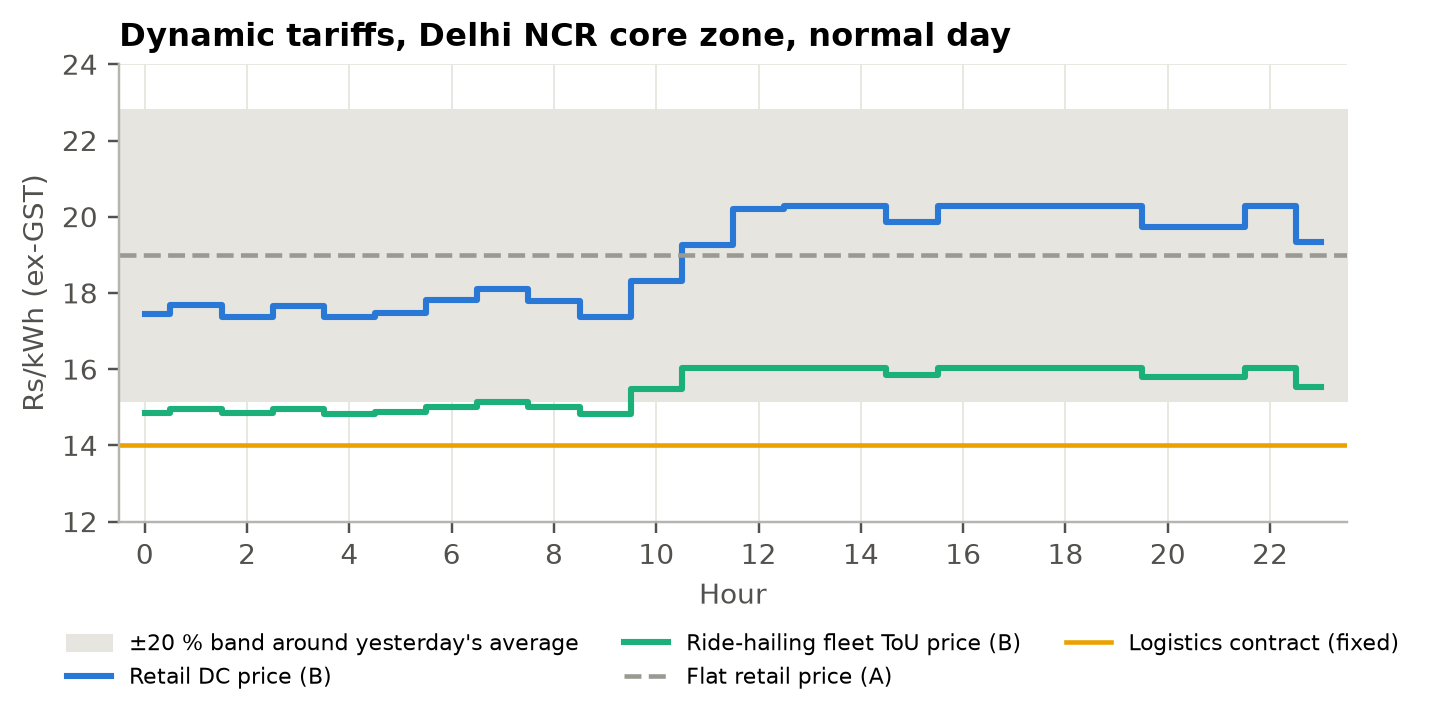 Dynamic tariffs, Delhi NCR core zone, normal day
Rs/kWh (ex-GST)
24
22
20
18
16
14
12
0 2 4 6 8 10 12 14 16 18 20 22
Hour
±20 % band around yesterday's average
Retail DC price (B)
Ride-hailing fleet ToU price (B)
Flat retail price (A)
Logistics contract (fixed)